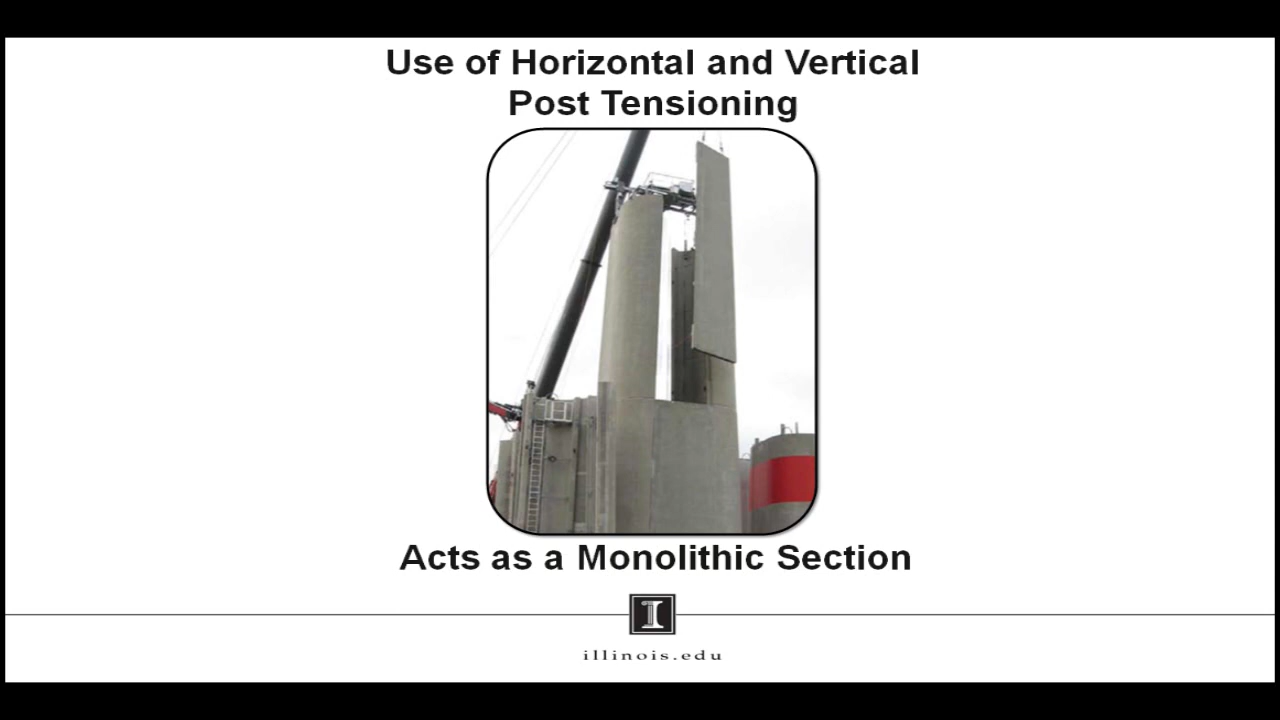 Use of Horizontal and Vertical
Post Tensioning
Acts as a Monolithic Section
I
illinois.edu